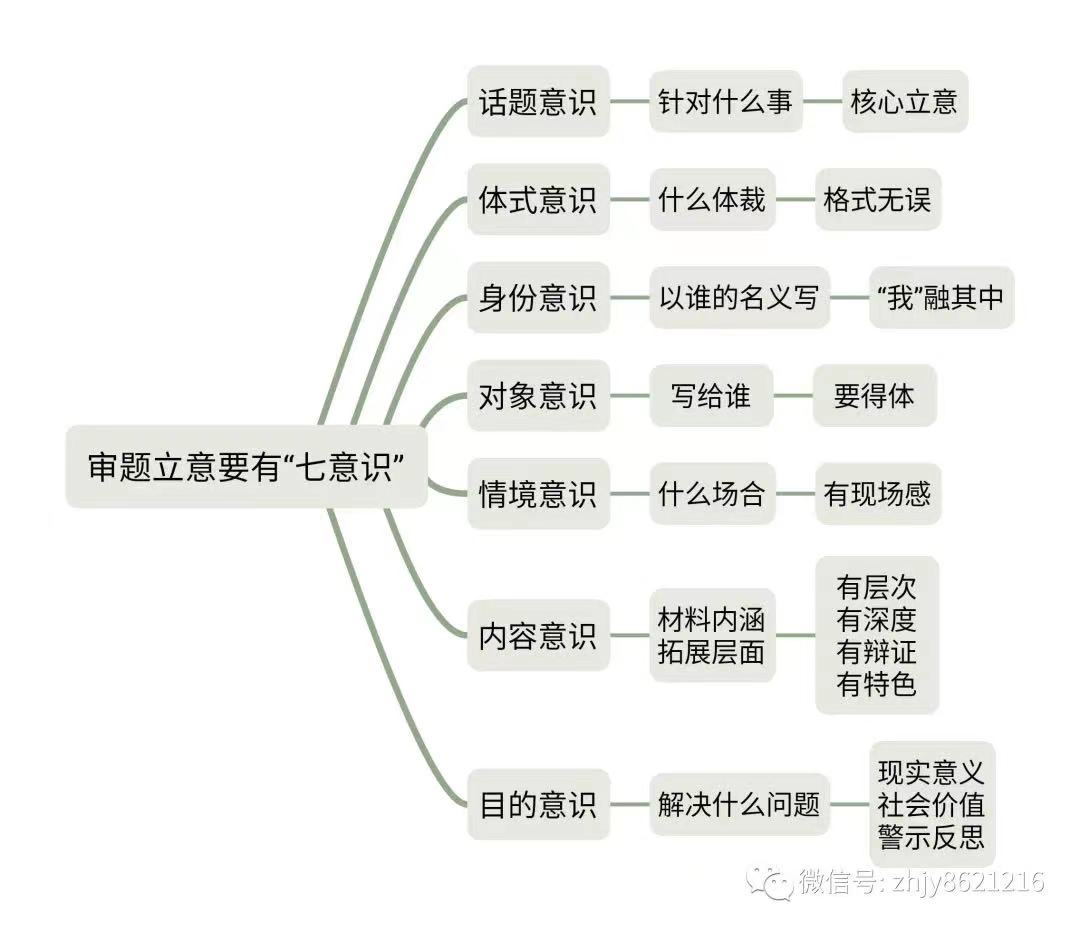 话题意识
针对什么事
核心立意
体式意识
什么体裁
格式无误
身份意识
以谁的名义写
“我”融其中
对象意识
写给谁
要得体
审题立意要有“七意识”
情境意识
什么场合
有现场感
内容意识
材料内涵
拓展层面
有层次
有深度
有辩证
有特色
目的意识
解决什么问题
现实意义
社会价值
警示反思
微信号: zhjy8621216